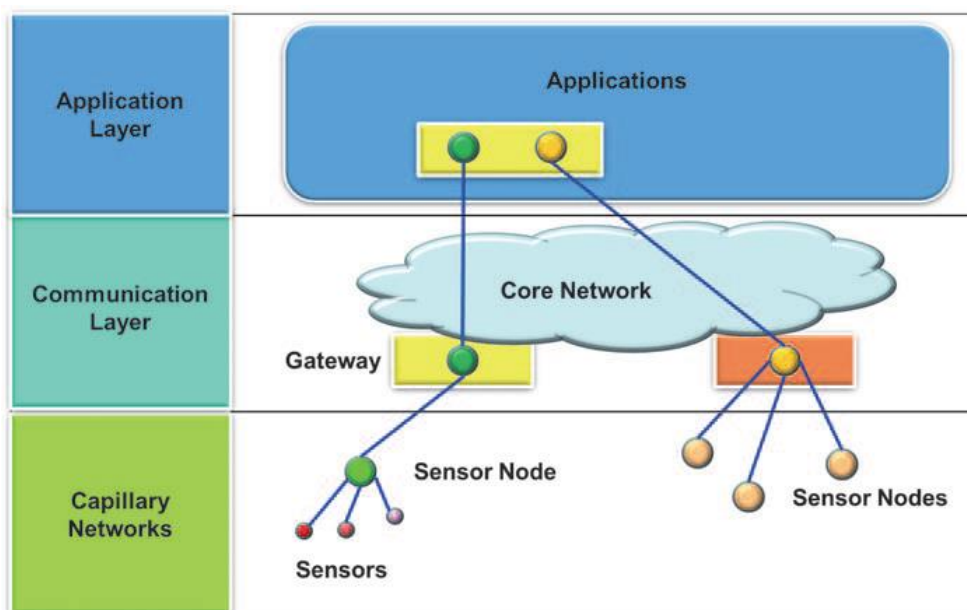 Application
Layer
Applications
Communication
Layer
Core Network
Gateway
Capillary
Networks
Sensor Node
Sensor Nodes
Sensors